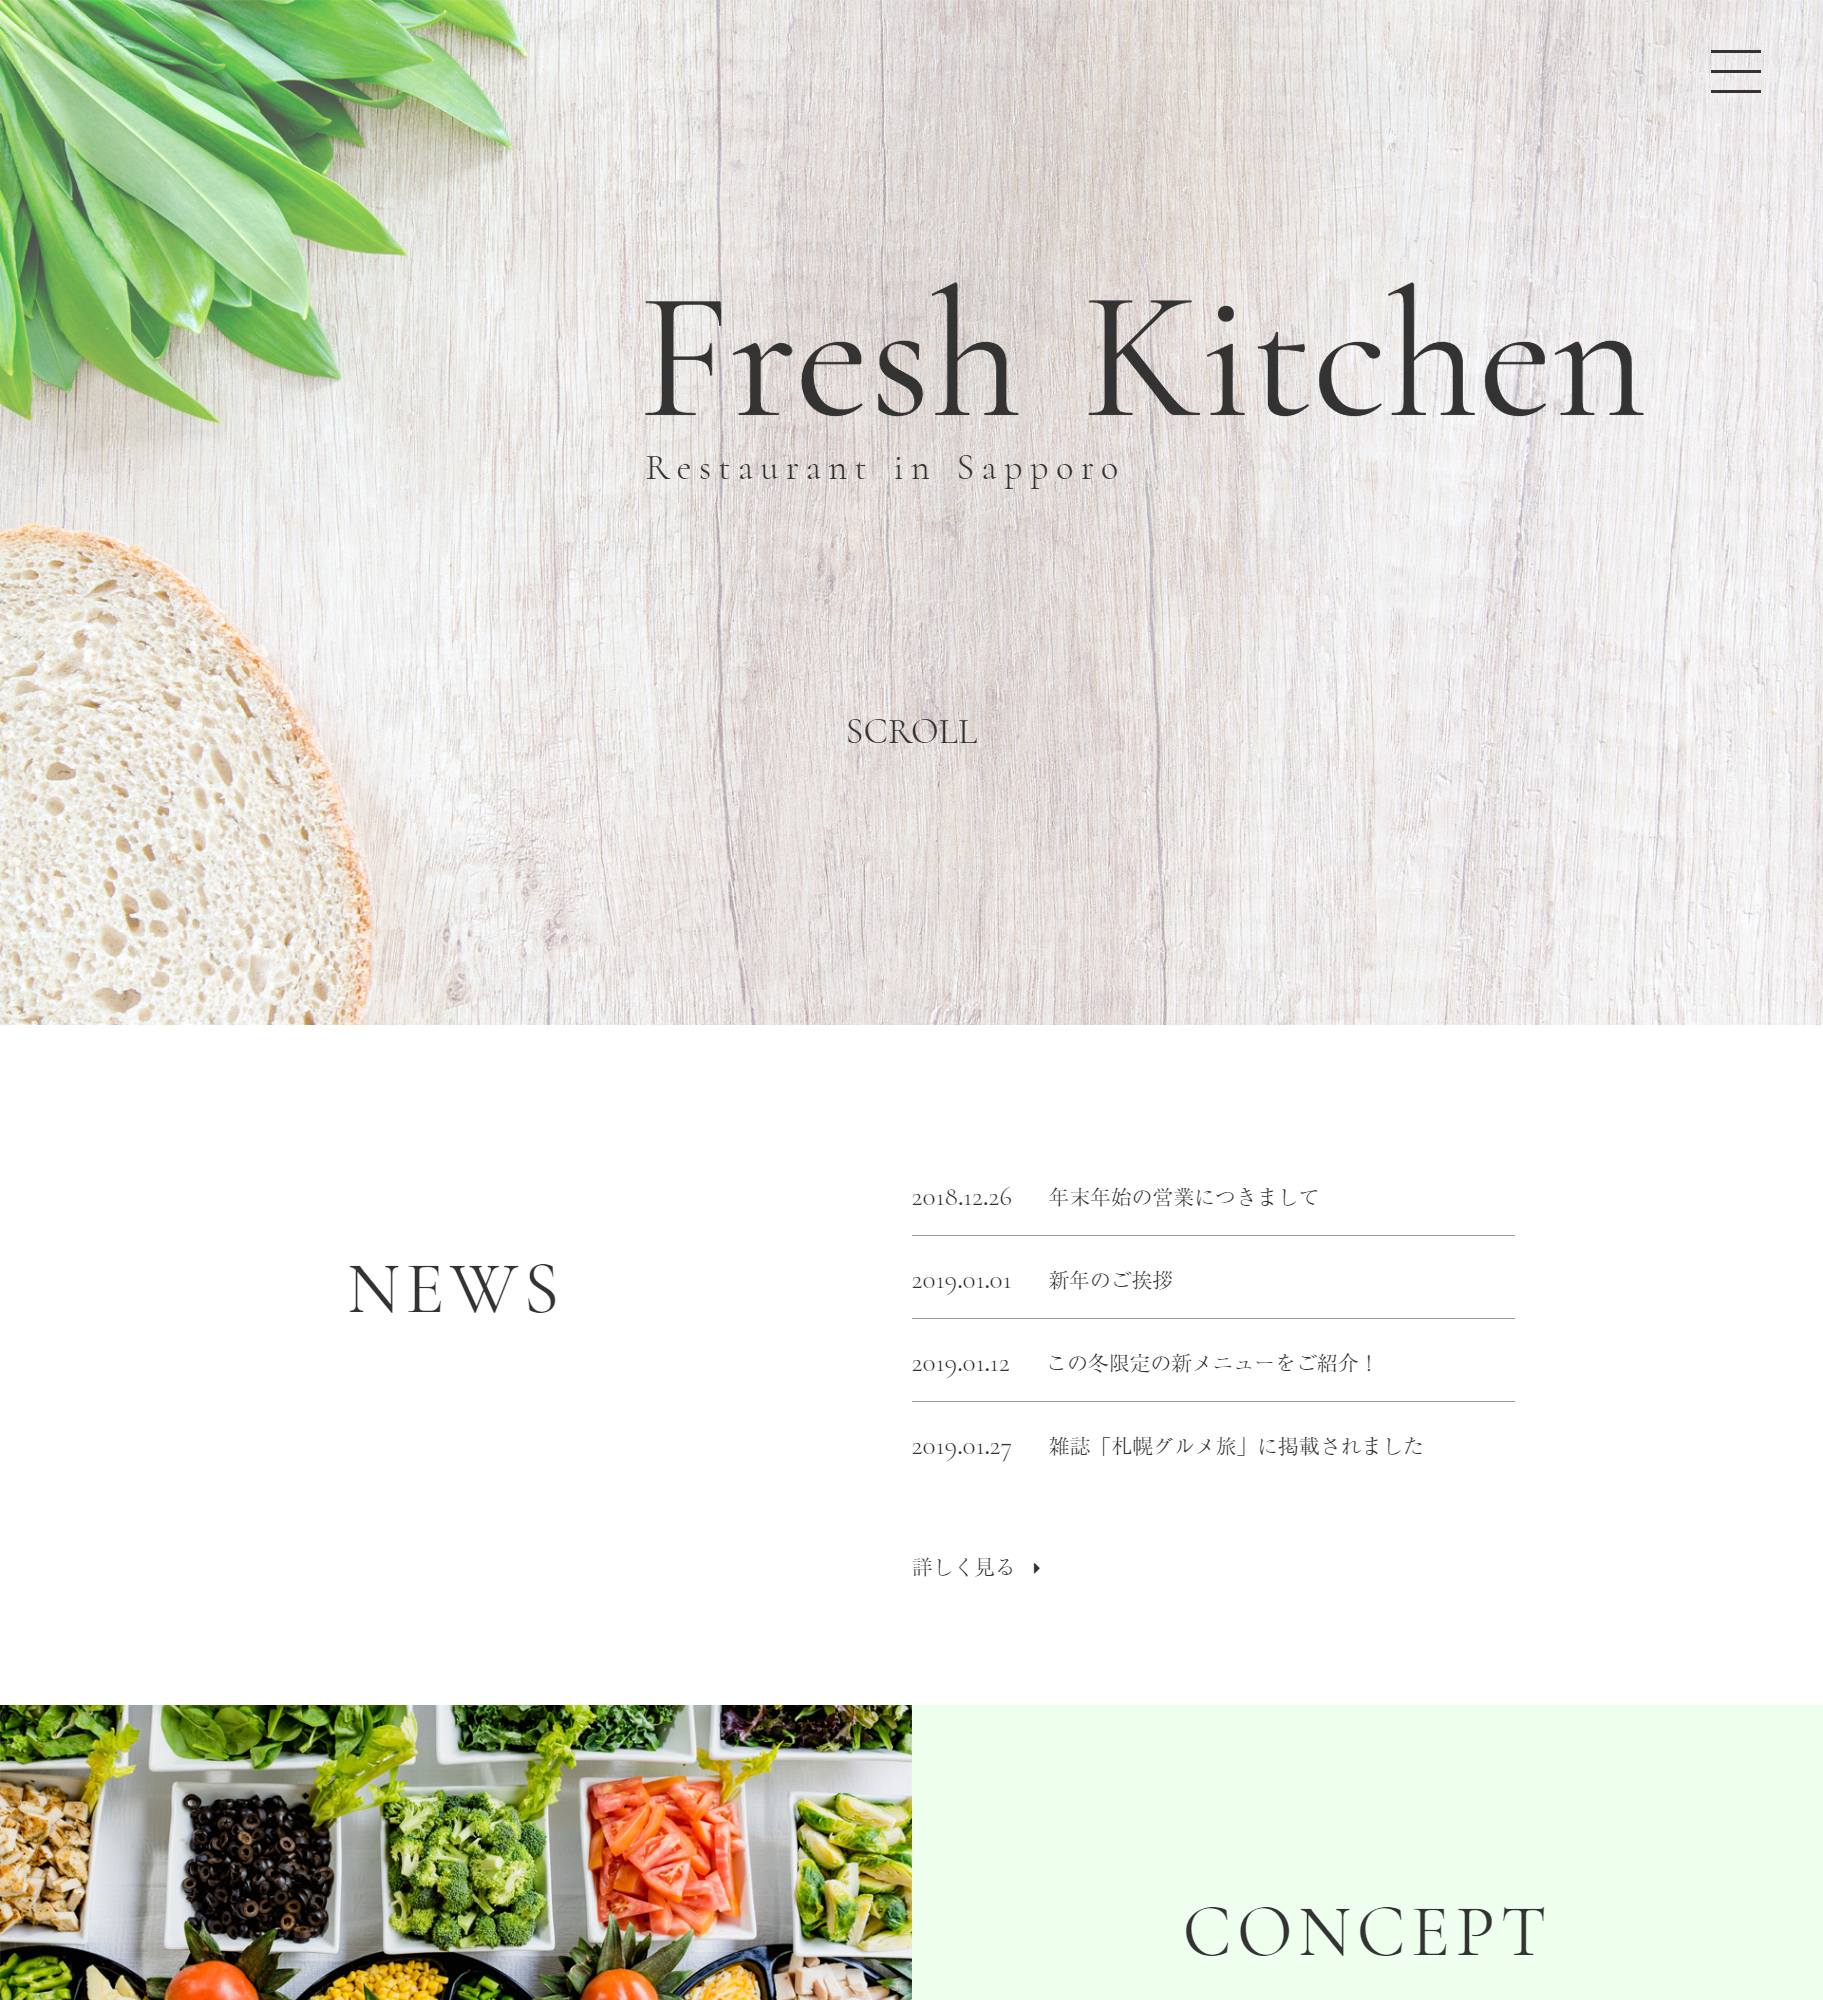 Fresh Kitchen
Restaurant in Sapporo
SCROLL
NEWS
2018.12.26 年末年始の営業につきまして
2019.01.01 新年のご挨拶
2019.01.12 この冬限定の新メニューをご紹介！
2019.01.27 雑誌「札幌グルメ旅」に掲載されました
詳しく見る
CONCEPT